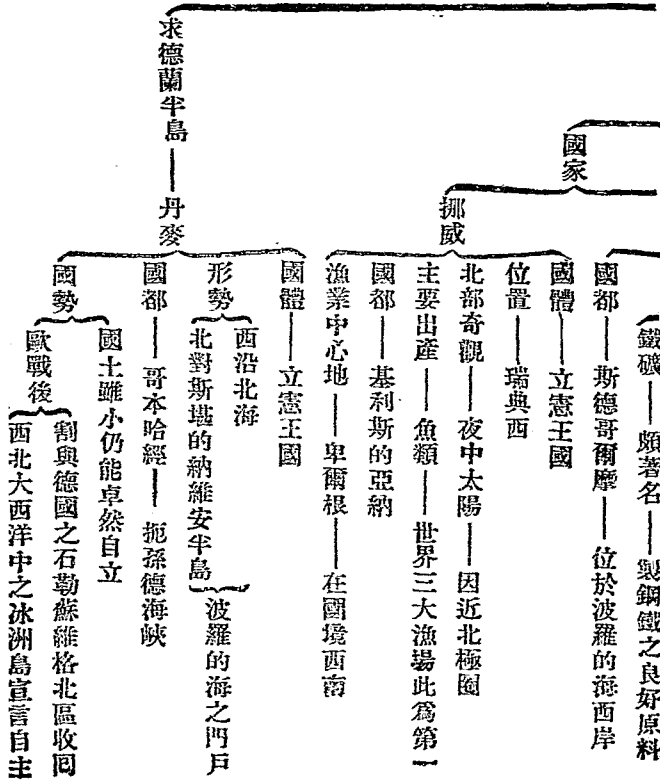 鐵礦——頗著名——製鋼鐵之良好原料
國都——斯德哥爾摩——位於波羅的海西岸
國家
挪威
國體——立憲王國
位置——瑞典西
北部奇觀——夜中太陽——因近北極圈
主要出產——魚類——世界三大漁場此爲第一
國都——基利斯的亞納
漁業中心地——卑爾根——在國境西南
求德蘭半島——丹麥
國體——立憲王國
形勢
西沿北海
北對斯堪的納維安半島
波羅的海之門戶
國都——哥本哈經——扼孫德海峽
國勢
國土雖小仍能卓然自立
歐戰後
割與德國之石勒蘇維格北區收囘
西北大西洋中之冰洲島宣言自主